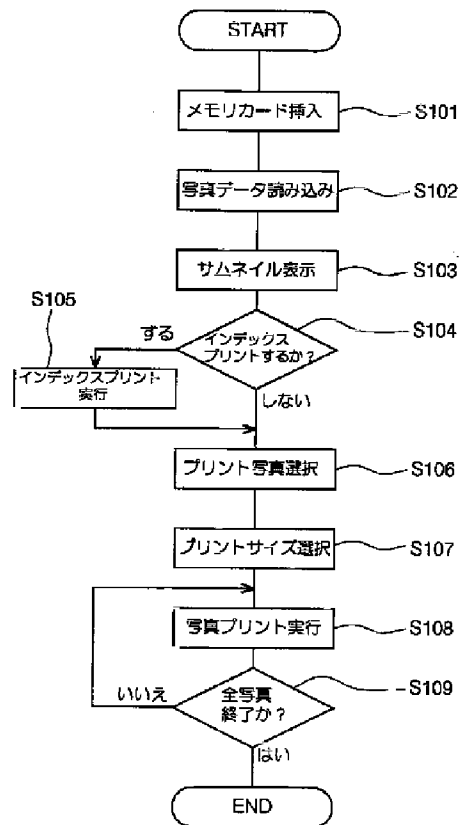 START
メモリカード挿入
S101
写真データ読み込み
S102
サムネイル表示
S103
S105
する
インデックス
プリントするか?
S104
インデックスプリント
実行
しない
プリント写真選択
S106
プリントサイズ選択
S107
写真プリント実行
S108
いいえ
全写真
終了か?
S109
はい
END